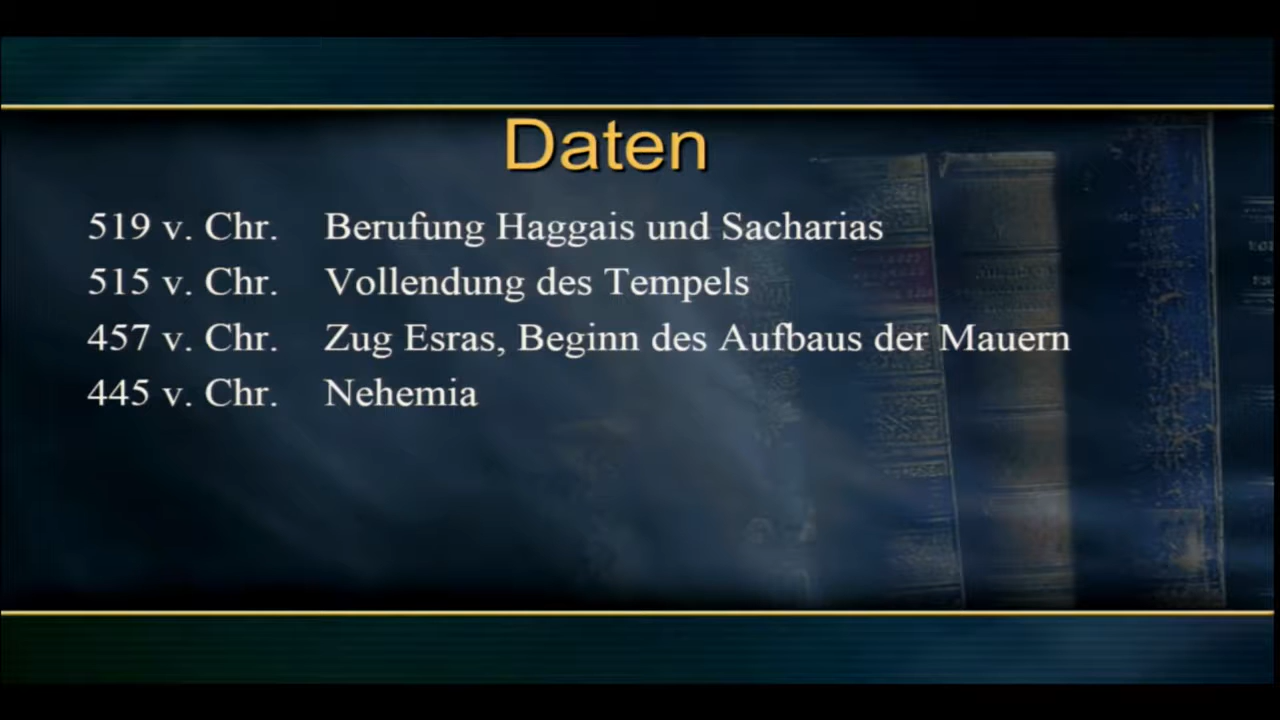 Daten
519 v. Chr. Berufung Haggais und Sacharias
515 v. Chr. Vollendung des Tempels
457 v. Chr. Zug Esras, Beginn des Aufbaus der Mauern
445 v. Chr. Nehemia